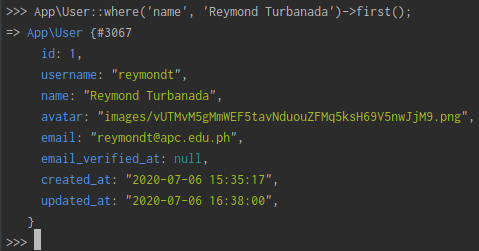 >>> App\User::where('name', 'Reymond Turbanada')->first();
=> App\User {#3067
id: 1,
username: "reymondt",
name: "Reymond Turbanada",
avatar: "images/vUTMvM5gMmWEF5tavNduouZFMq5ksH69V5nwJjM9.png",
email: "reymondt@apc.edu.ph",
email_verified_at: null,
created_at: "2020-07-06 15:35:17",
updated_at: "2020-07-06 16:38:00",
}
>>>